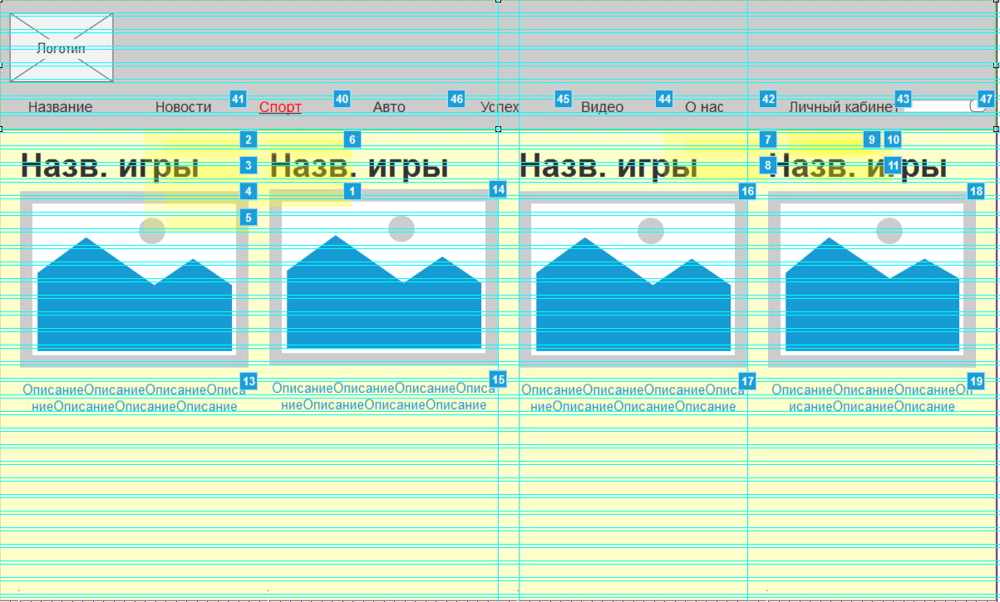 Логотип
41 40 46 45 44 42 43 47
Название Новости Спорт Авто Успех Видео О нас Личный кабинет
2 6 7 9 10
Назв. игры Назв. игры Назв. игры Назв. игры
3 8 11
4 1 14 16 18
5
13 15 17 19
ОписаниеОписаниеОписаниеОписа
ниеОписаниеОписаниеОписание
ОписаниеОписаниеОписаниеОписа
ниеОписаниеОписаниеОписание
ОписаниеОписаниеОписаниеОписа
ниеОписаниеОписаниеОписание
ОписаниеОписаниеОписаниеОп
исаниеОписаниеОписание